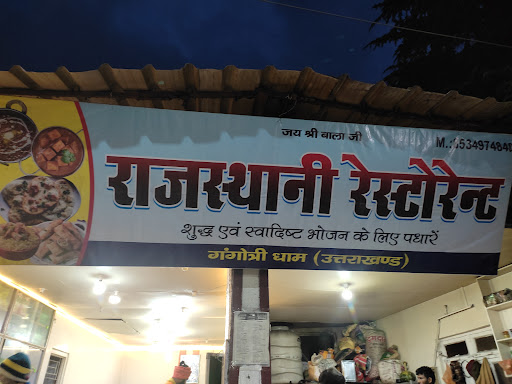 जय श्री बाला जी
राजस्थानी रेस्टोरेन्ट
शुद्ध एवं स्वादिष्ट भोजन के लिए पधारें
गंगोत्री धाम (उत्तराखण्ड)